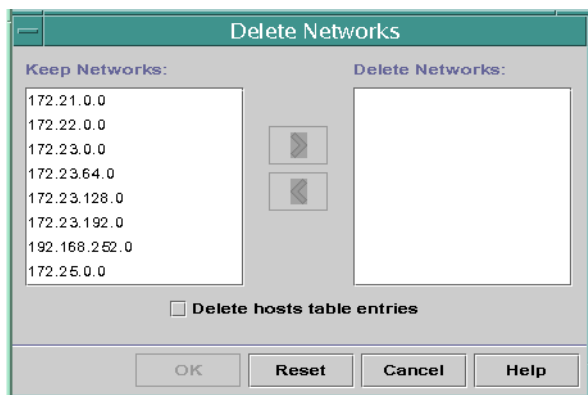 Delete Networks
Keep Networks:
Delete Networks:
172.21.0.0
172.22.0.0
172.23.0.0
172.23.64.0
172.23.128.0
172.23.192.0
192.168.252.0
172.25.0.0
Delete hosts table entries
OK
Reset
Cancel
Help